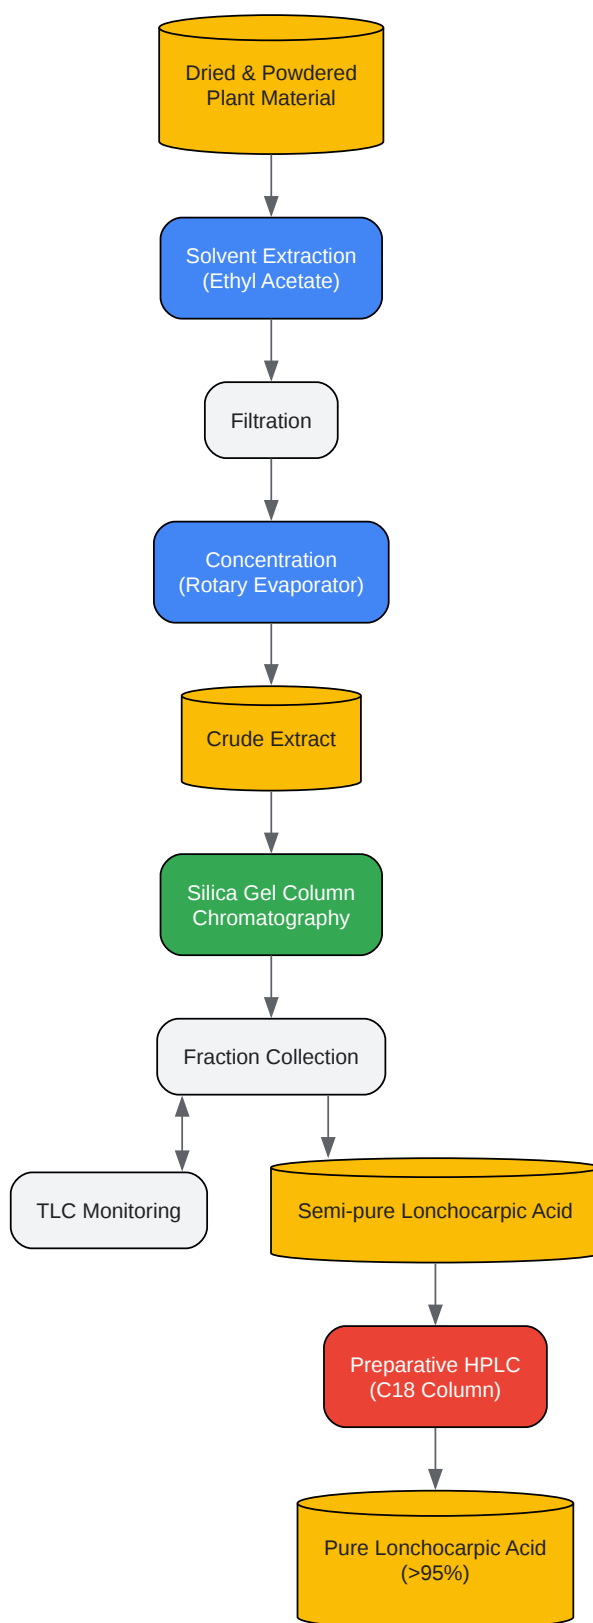 Dried & Powdered
Plant Material
Solvent Extraction
(Ethyl Acetate)
Filtration
Concentration
(Rotary Evaporator)
Crude Extract
Silica Gel Column
Chromatography
Fraction Collection
TLC Monitoring
Semi-pure Lonchocarpic Acid
Preparative HPLC
(C18 Column)
Pure Lonchocarpic Acid
(>95%)